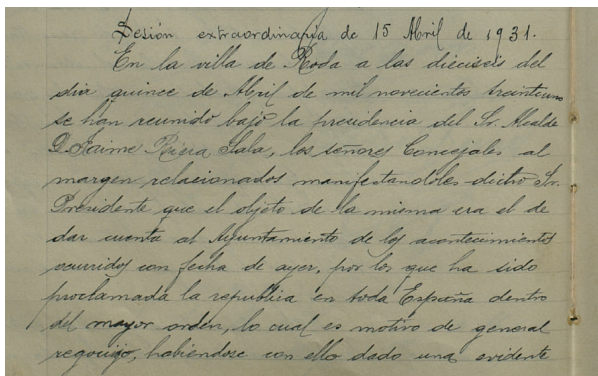 Sesión extraordinaria de 15 Abril de 1931.
En la villa de Roda a las dieciseis del
dia quince de Abril de mil novecientos treintiuno
se han reunido bajo la presidencia del Sr. Alcalde
D. Jaime Riera Sala, los señores Concejales al
margen relacionados manifestandoles dicho Sr.
Presidente que el objeto de la misma era el de
dar cuenta al Ayuntamiento de los acontecimientos
ocurridos con fecha de ayer, por los que ha sido
proclamada la republica en toda España dentro
del mayor orden, lo cual es motivo de general
regocijo, habiendose con ello dado una evidente